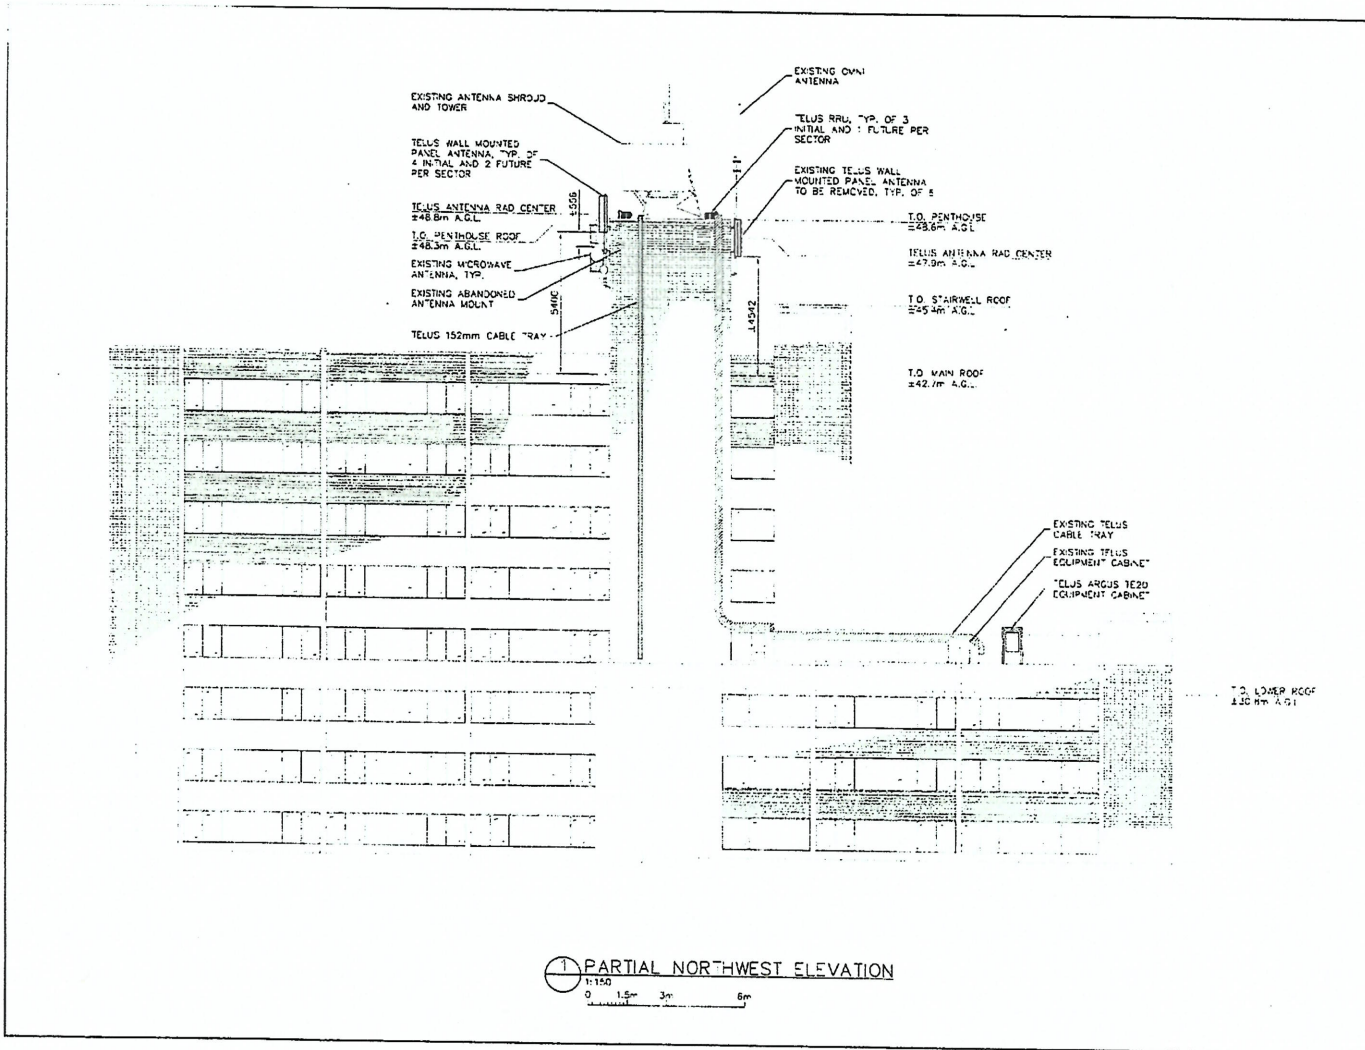 EXISTING OMNI
ANTENNA
EXISTING ANTENNA SHROUD
AND TOWER
TELUS RRU, TYP. OF 3
INITIAL AND 1 FUTURE PER
SECTOR
TELUS WALL MOUNTED
PANEL ANTENNA, TYP. OF
4 INITIAL AND 2 FUTURE
PER SECTOR
EXISTING TELUS WALL
MOUNTED PANEL ANTENNA
TO BE REMOVED, TYP. OF
TELUS ANTENNA RAD CENTER
±48.8m A.G.L.
T.O. PENTHOUSE ROOF
±48.3m A.G.L.
EXISTING MICROWAVE
ANTENNA, TYP.
EXISTING ABANDONED
ANTENNA MOUNT
TELUS 152mm CABLE TRAY
±556
5400
±4542
T.O. PENTHOUSE
±48.6m A.G.L
TELUS ANTENNA RAD CENTER
±47.9m A.G.L.
T.O. STAIRWELL ROOF
±45.4m A.G.L.
T.O. MAIN ROOF
±42.7m A.G.L.
EXISTING TELUS
CABLE TRAY
EXISTING TELUS
EQUIPMENT CABINET
TELUS ARGUS TE20
EQUIPMENT CABINET
T.O. LOWER ROOF
A.G.L
1 PARTIAL NORTHWEST ELEVATION
1:150
0 1.5m 3m 6m